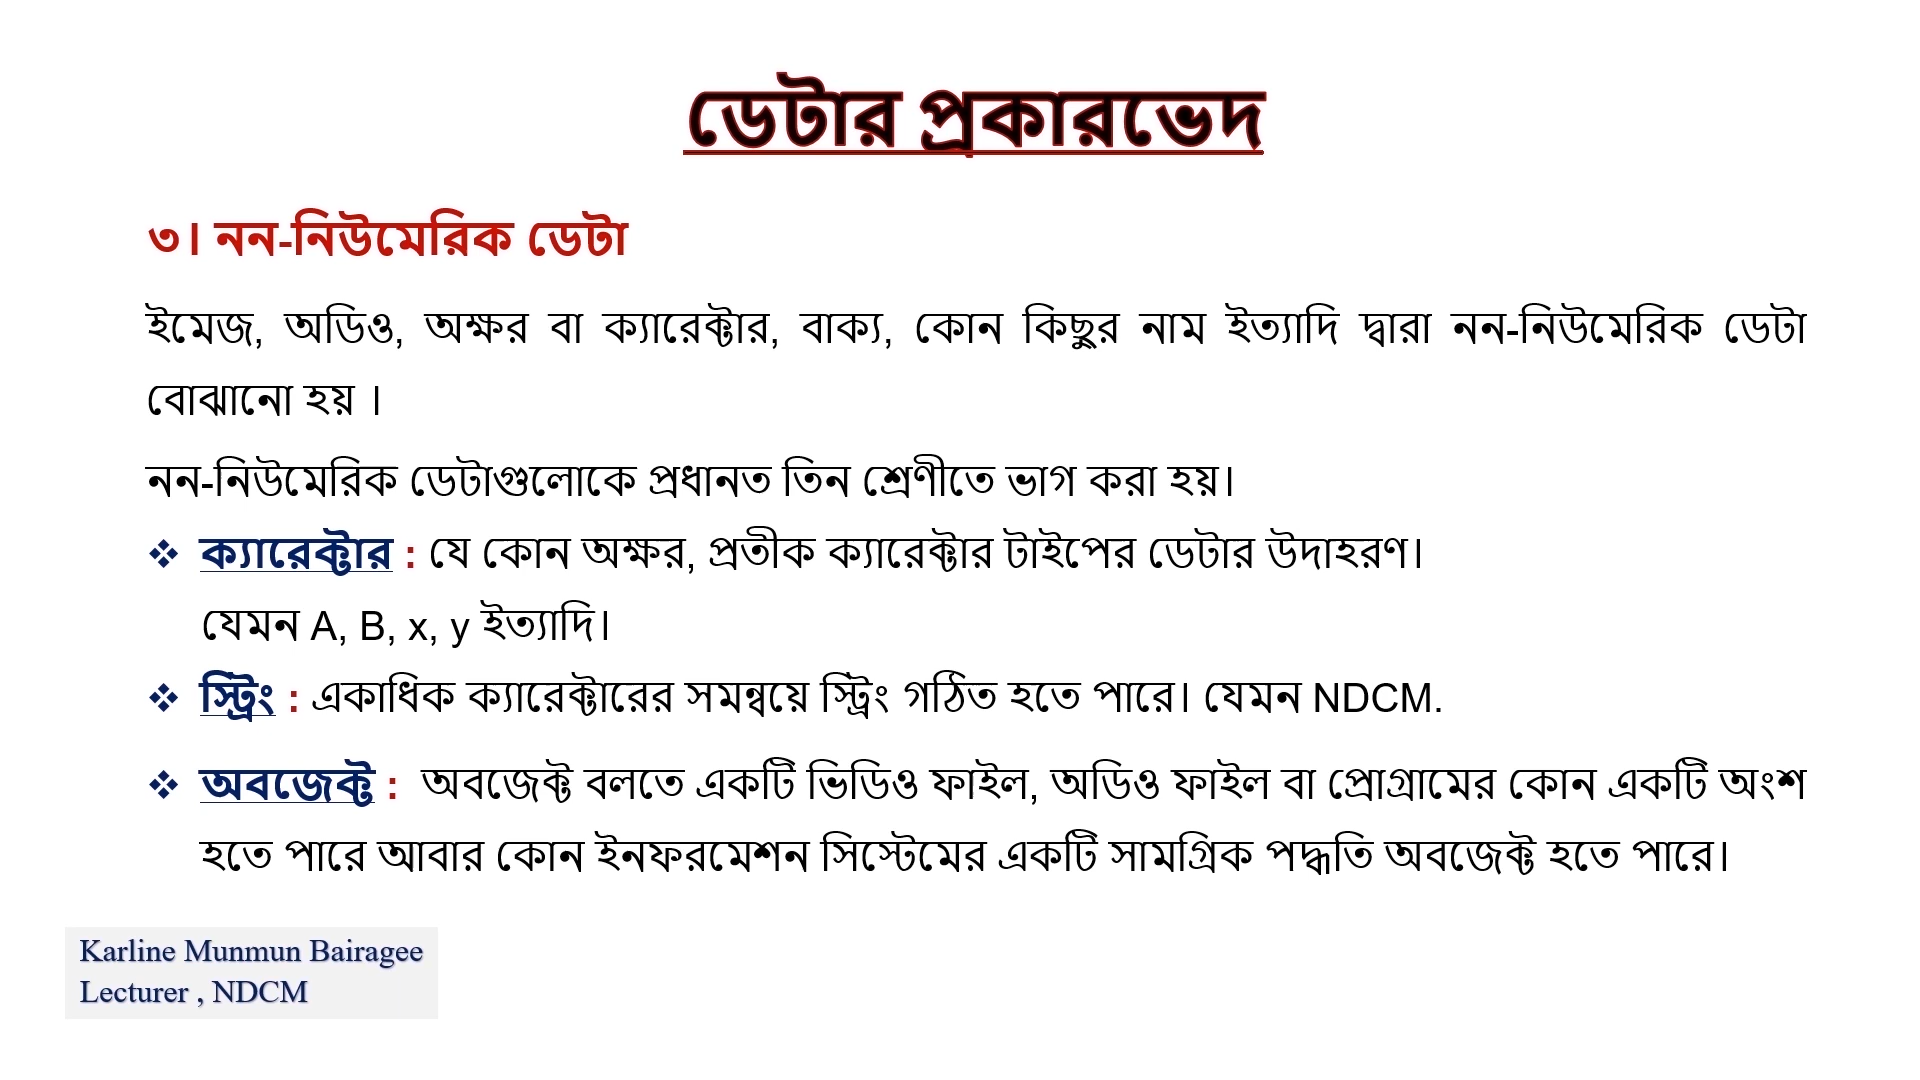 ডেটার প্রকারভেদ
৩। নন-নিউমেরিক ডেটা
ইমেজ, অডিও, অক্ষর বা ক্যারেক্টার, বাক্য, কোন কিছুর নাম ইত্যাদি দ্বারা নন-নিউমেরিক ডেটা
বোঝানো হয় ।
নন-নিউমেরিক ডেটাগুলোকে প্রধানত তিন শ্রেণীতে ভাগ করা হয়।
❖ ক্যারেক্টার : যে কোন অক্ষর, প্রতীক ক্যারেক্টার টাইপের ডেটার উদাহরণ।
যেমন A, B, x, y ইত্যাদি।
❖ স্ট্রিং : একাধিক ক্যারেক্টারের সমন্বয়ে স্ট্রিং গঠিত হতে পারে। যেমন NDCM.
❖ অবজেক্ট : অবজেক্ট বলতে একটি ভিডিও ফাইল, অডিও ফাইল বা প্রোগ্রামের কোন একটি অংশ
হতে পারে আবার কোন ইনফরমেশন সিস্টেমের একটি সামগ্রিক পদ্ধতি অবজেক্ট হতে পারে।
Karline Munmun Bairagee
Lecturer , NDCM